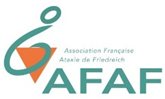 Association Française
Ataxie de Friedreich
AFAF